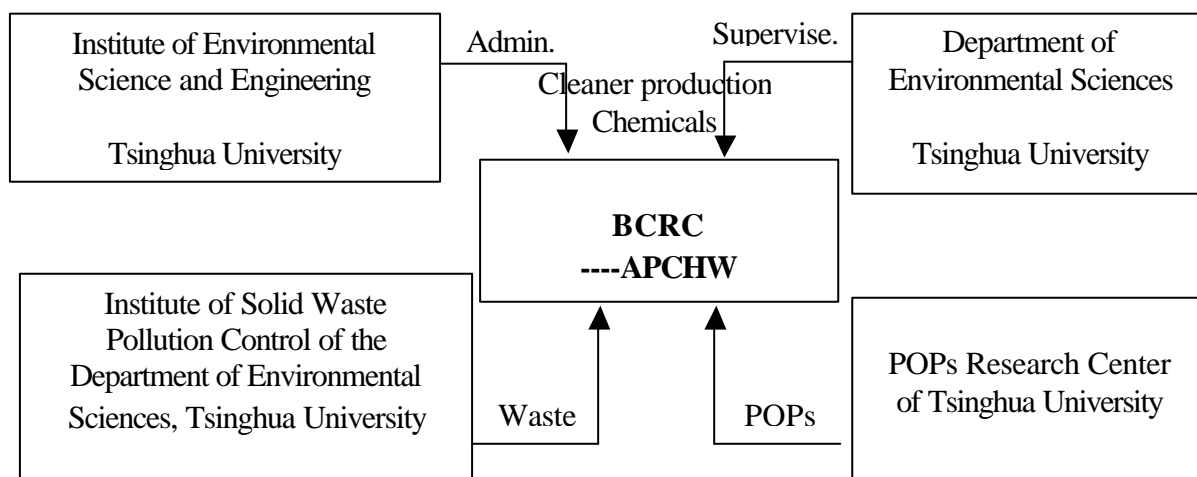 Institute of Environmental
Science and Engineering
Tsinghua University
Admin.
Supervise.
Cleaner production
Chemicals
Department of
Environmental Sciences
Tsinghua University
BCRC
----APCHW
Institute of Solid Waste
Pollution Control of the
Department of Environmental
Sciences, Tsinghua University
Waste
POPs
POPs Research Center
of Tsinghua University